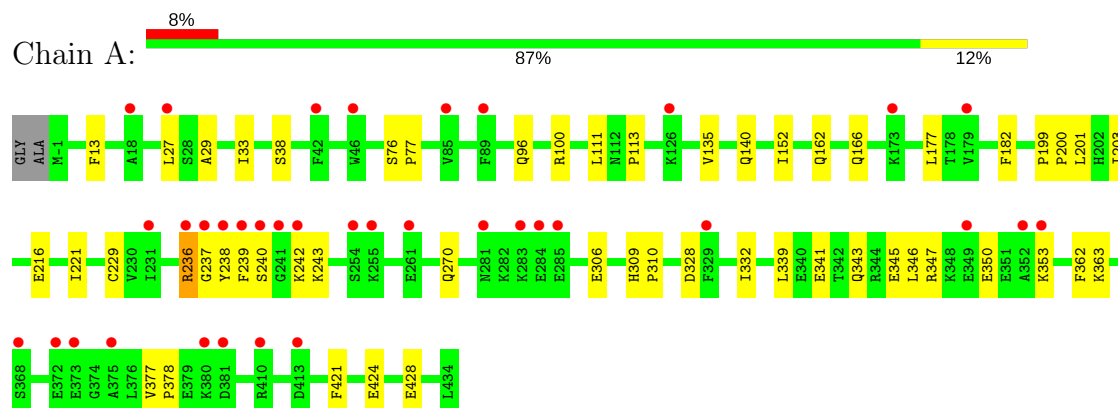 8%
Chain A:
87%
12%
GLY ALA M-1 F13 A18 L27 S28 A29 I33 S38 F42 W46 S76 P77 V85 F89 Q96 R100 L111 N112 P113 K126 V135 Q140 I152 Q162 Q166 K173 L177 T178 V179 F182 P199 P200 L201 H202 I203
E216 I221 C229 V230 I231 R236 G237 Y238 F239 S240 G241 K242 K243 S254 K255 E261 Q270 N281 K282 K283 E284 E285 E306 H309 P310 D328 F329 I332 L339 E340 E341 T342 Q343 R344 E345 L346 R347 K348 E349 E350 E351 A352 K353 F362 K363
S368 E372 E373 G374 A375 L376 V377 P378 E379 K380 D381 R410 D413 F421 E424 E428 L434